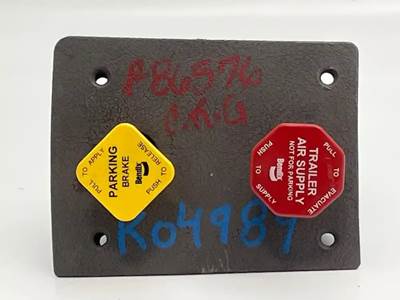 P86576
C.R.G
PULL TO APPLY
PARKING
BRAKE
Bendix
PUSH TO RELEASE
PULL TO EVACUATE
TRAILER
AIR SUPPLY
NOT FOR PARKING
Bendix
PUSH TO SUPPLY
K04987